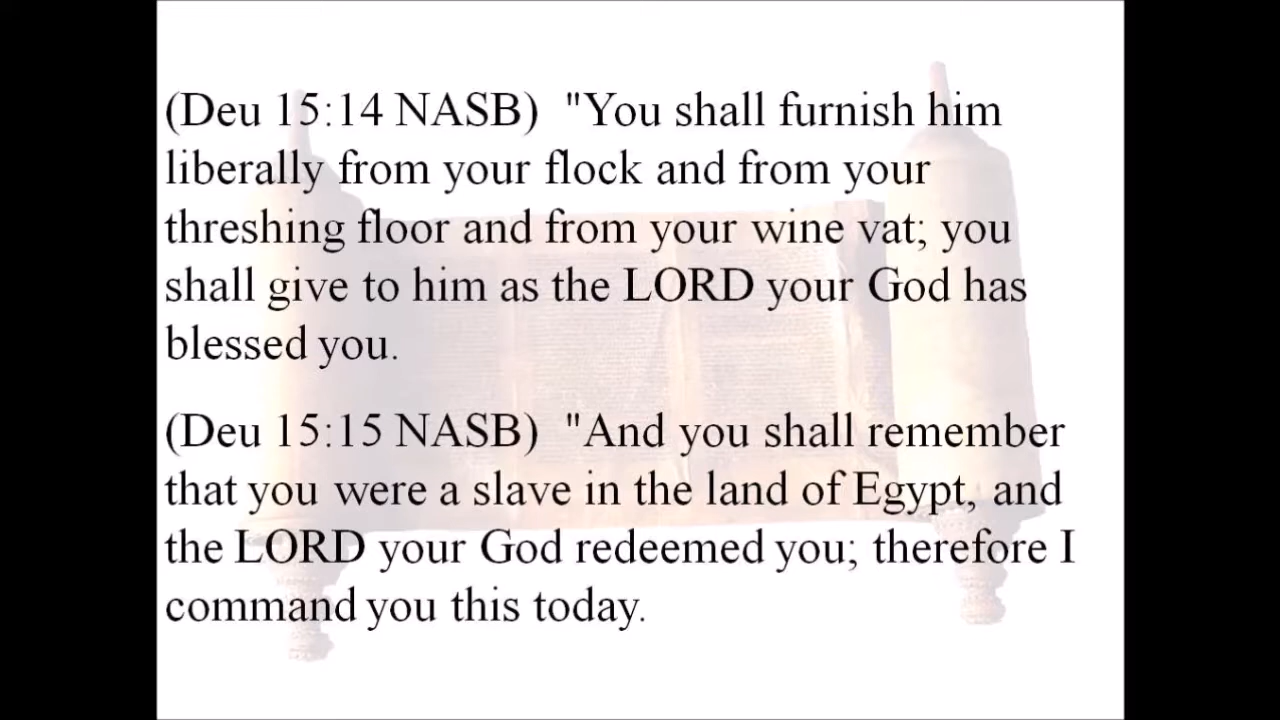 (Deu 15:14 NASB)  "You shall furnish him
liberally from your flock and from your
threshing floor and from your wine vat; you
shall give to him as the LORD your God has
blessed you.
(Deu 15:15 NASB)  "And you shall remember
that you were a slave in the land of Egypt, and
the LORD your God redeemed you; therefore I
command you this today.